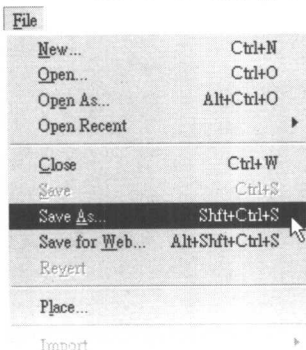 File
New... Ctrl+N
Open... Ctrl+O
Open As... Alt+Ctrl+O
Open Recent
Close Ctrl+W
Save Ctrl+S
Save As... Shft+Ctrl+S
Save for Web... Alt+Shft+Ctrl+S
Revert
Place...
Import